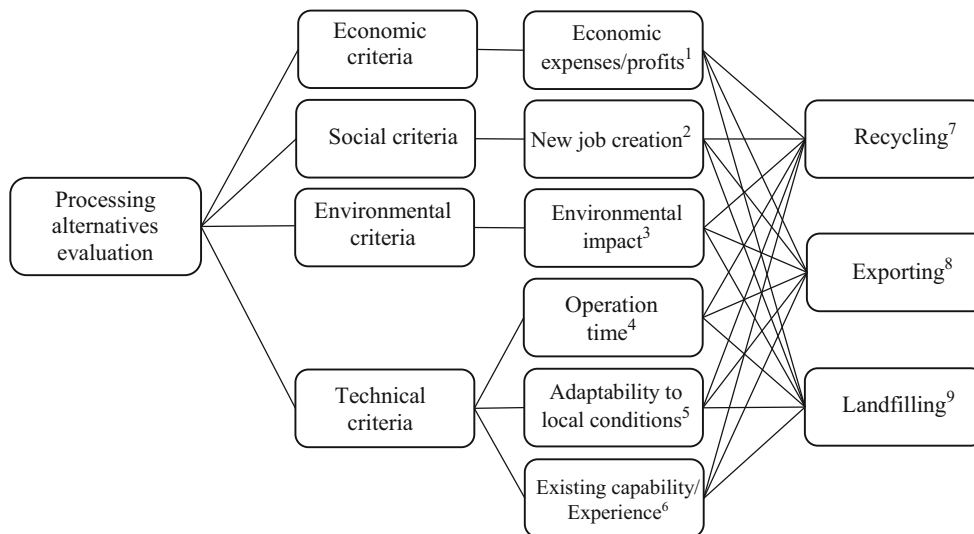 Processing
alternatives
evaluation
Economic
criteria
Social criteria
Environmental
criteria
Technical
criteria
Economic
expenses/profits¹
New job creation²
Environmental
impact³
Operation
time⁴
Adaptability to
local conditions⁵
Existing capability/
Experience⁶
Recycling⁷
Exporting⁸
Landfilling⁹